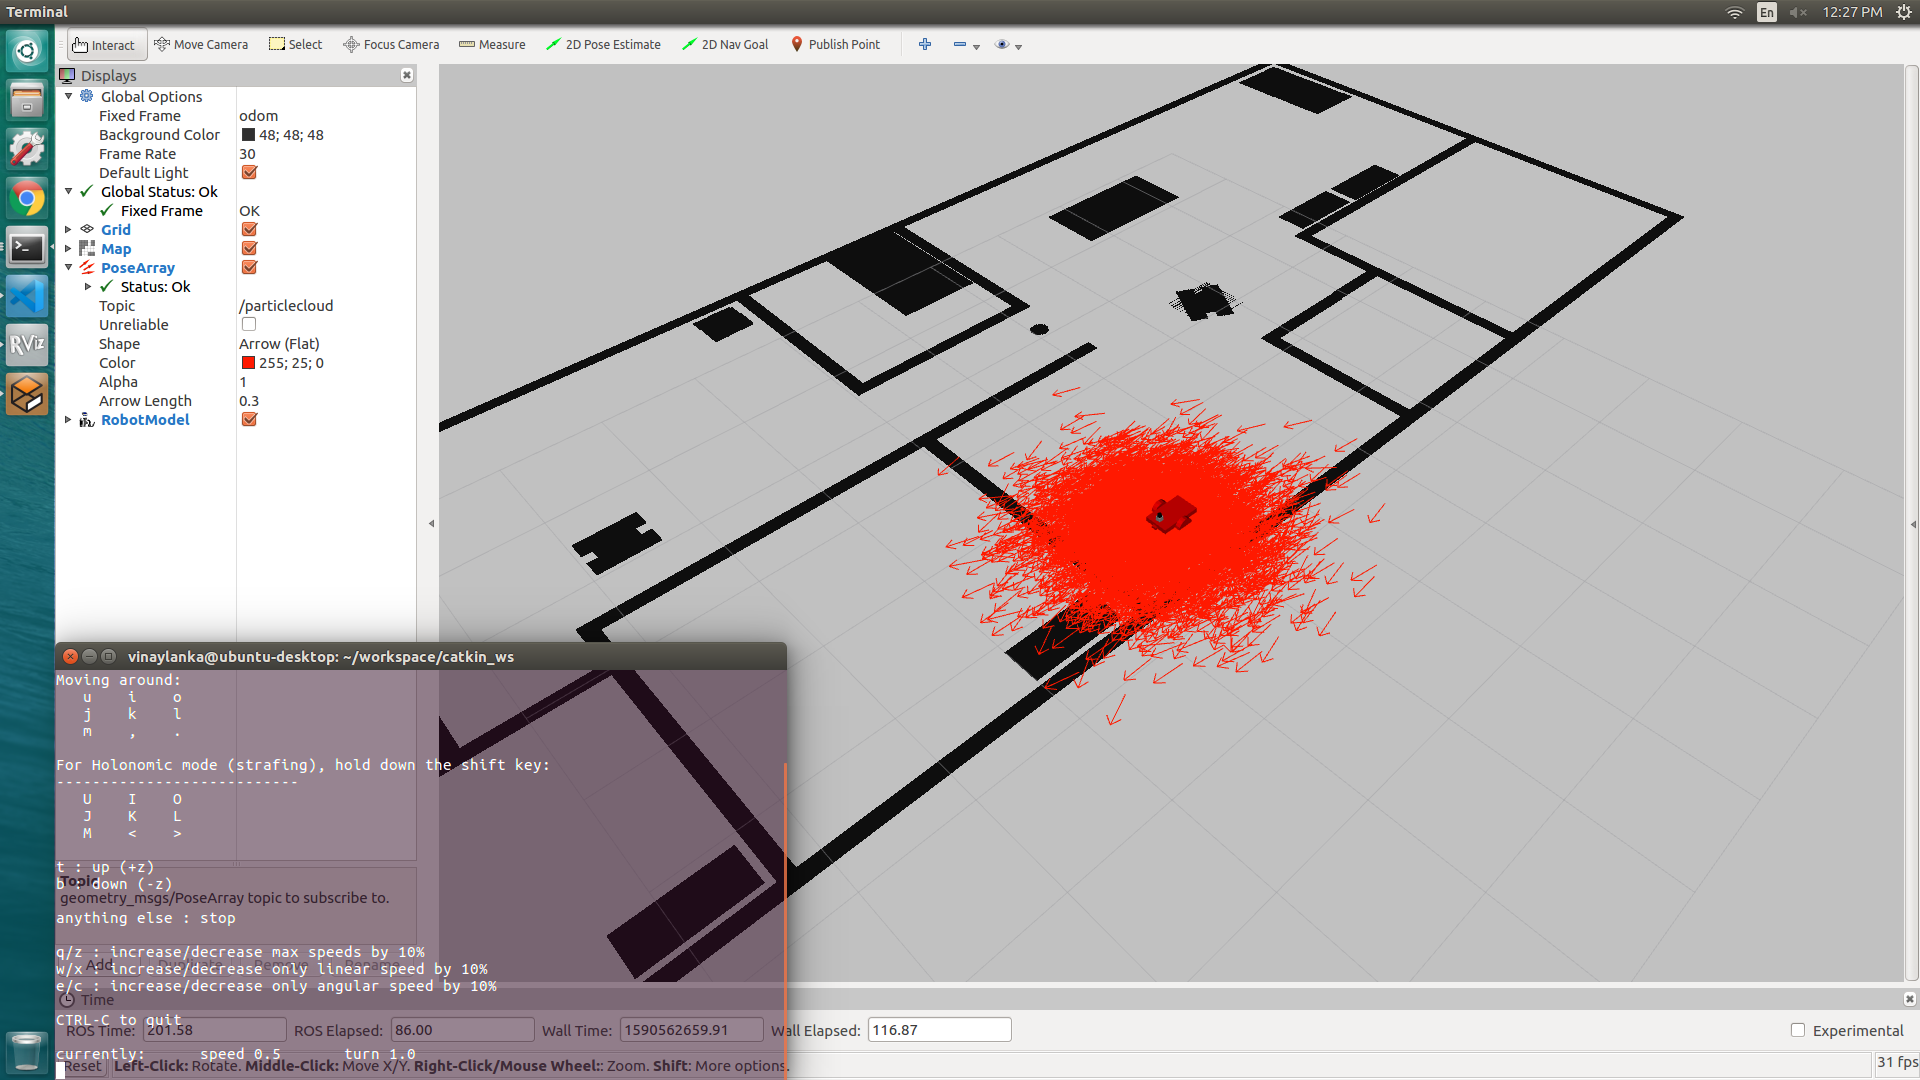 Terminal
En
12:27 PM
Interact
Move Camera
Select
Focus Camera
Measure
2D Pose Estimate
2D Nav Goal
Publish Point
Displays
Global Options
Fixed Frame odom
Background Color 48; 48; 48
Frame Rate 30
Default Light
Global Status: Ok
Fixed Frame OK
Grid
Map
PoseArray
Status: Ok
Topic /particlecloud
Unreliable
Shape Arrow (Flat)
Color 255; 25; 0
Alpha 1
Arrow Length 0.3
RobotModel
RViz
vinaylanka@ubuntu-desktop: ~/workspace/catkin_ws
Moving around:
u i o
j k l
m , .
For Holonomic mode (strafing), hold down the shift key:
---------------------------
U I O
J K L
M < >
t : up (+z)
b : down (-z)
anything else : stop
q/z : increase/decrease max speeds by 10%
w/x : increase/decrease only linear speed by 10%
e/c : increase/decrease only angular speed by 10%
CTRL-C to quit
currently: speed 0.5 turn 1.0
Topic
geometry_msgs/PoseArray topic to subscribe to.
Add Duplicate Remove Rename
Time
ROS Time: 201.58 ROS Elapsed: 86.00 Wall Time: 1590562659.91 Wall Elapsed: 116.87 Experimental
Reset Left-Click: Rotate. Middle-Click: Move X/Y. Right-Click/Mouse Wheel:: Zoom. Shift: More options. 31 fps